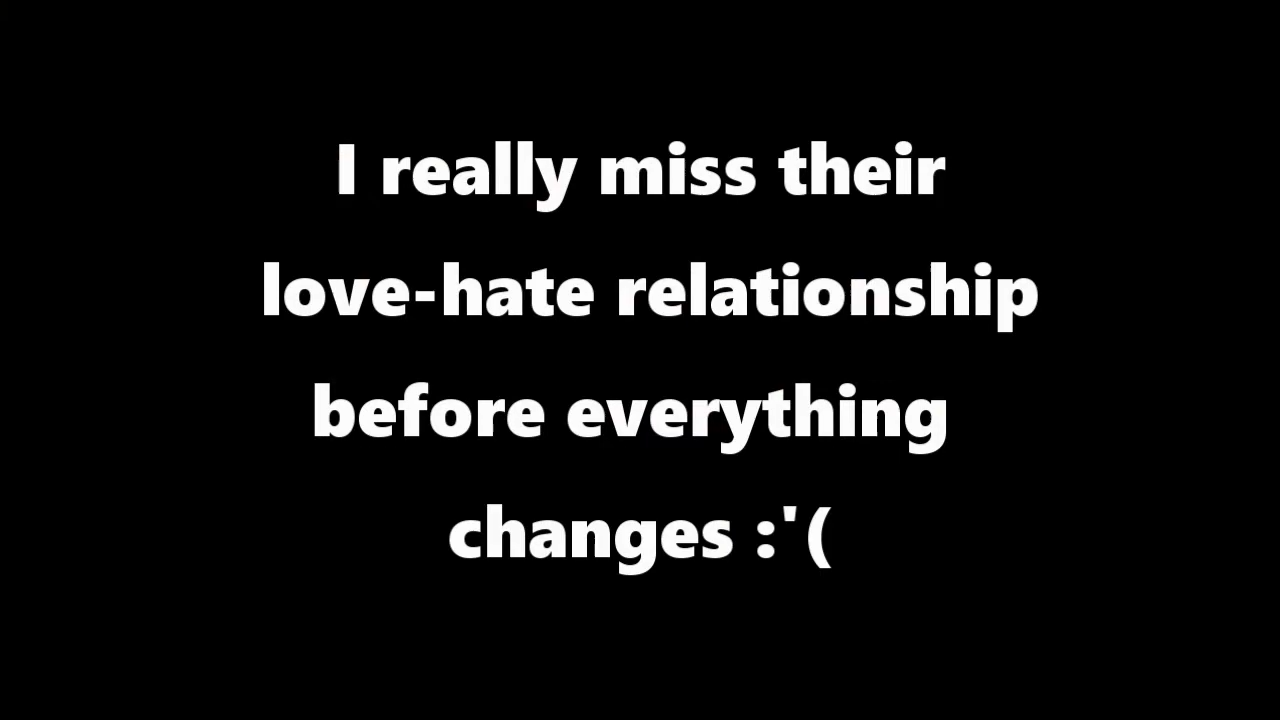 I really miss their
love-hate relationship
before everything
changes :'(